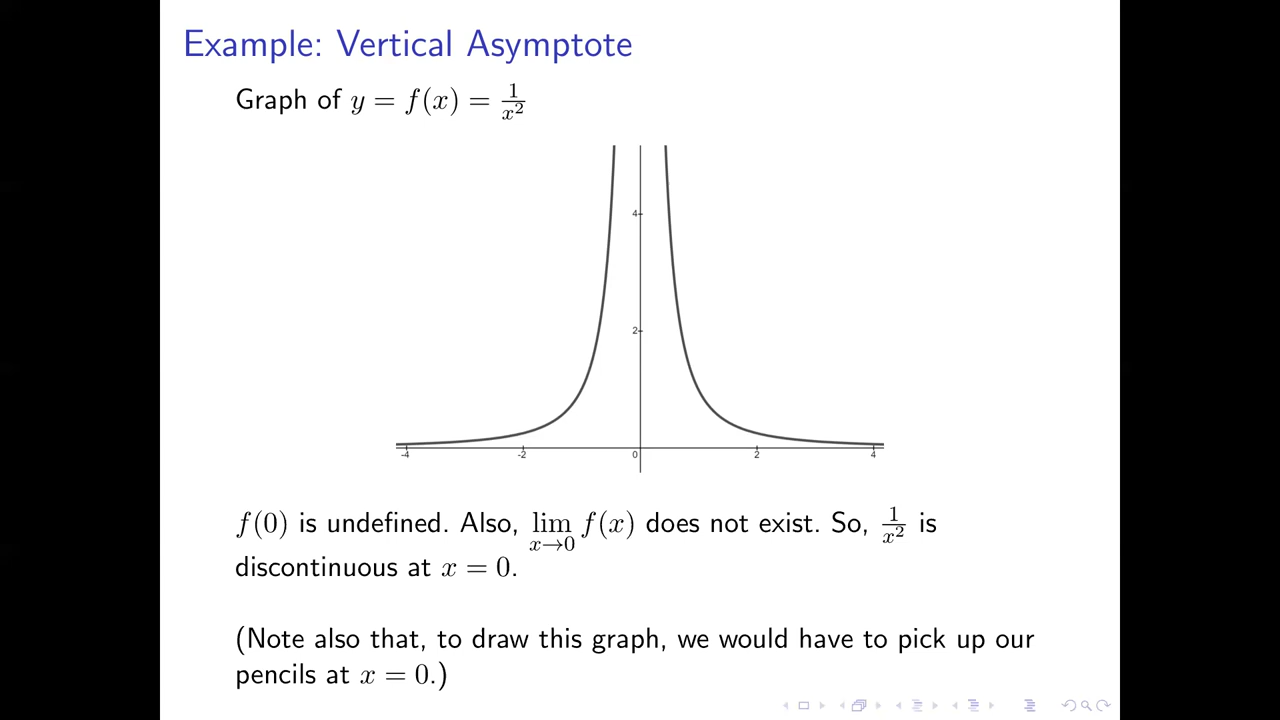 Example: Vertical Asymptote
Graph of y = f(x) = 1/x²
4
2
-4 -2 0 2 4
f(0) is undefined. Also, lim x→0 f(x) does not exist. So, 1/x² is
discontinuous at x = 0.
(Note also that, to draw this graph, we would have to pick up our
pencils at x = 0.)